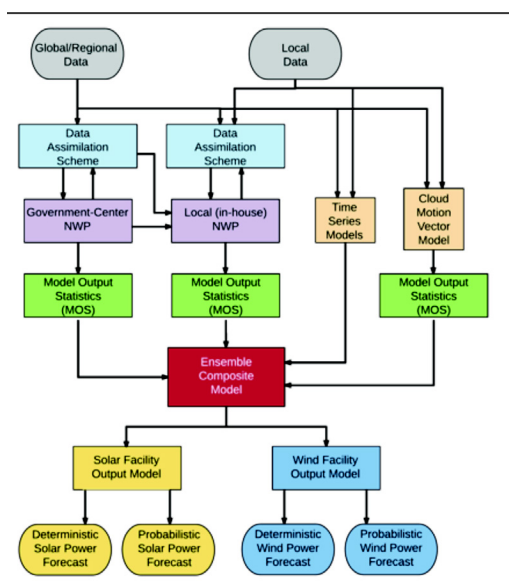 Global/Regional
Data
Local
Data
Data
Assimilation
Scheme
Data
Assimilation
Scheme
Government-Center
NWP
Local (in-house)
NWP
Time
Series
Models
Cloud
Motion
Vector
Model
Model Output
Statistics
(MOS)
Model Output
Statistics
(MOS)
Model Output
Statistics
(MOS)
Ensemble
Composite
Model
Solar Facility
Output Model
Wind Facility
Output Model
Deterministic
Solar Power
Forecast
Probabilistic
Solar Power
Forecast
Deterministic
Wind Power
Forecast
Probabilistic
Wind Power
Forecast